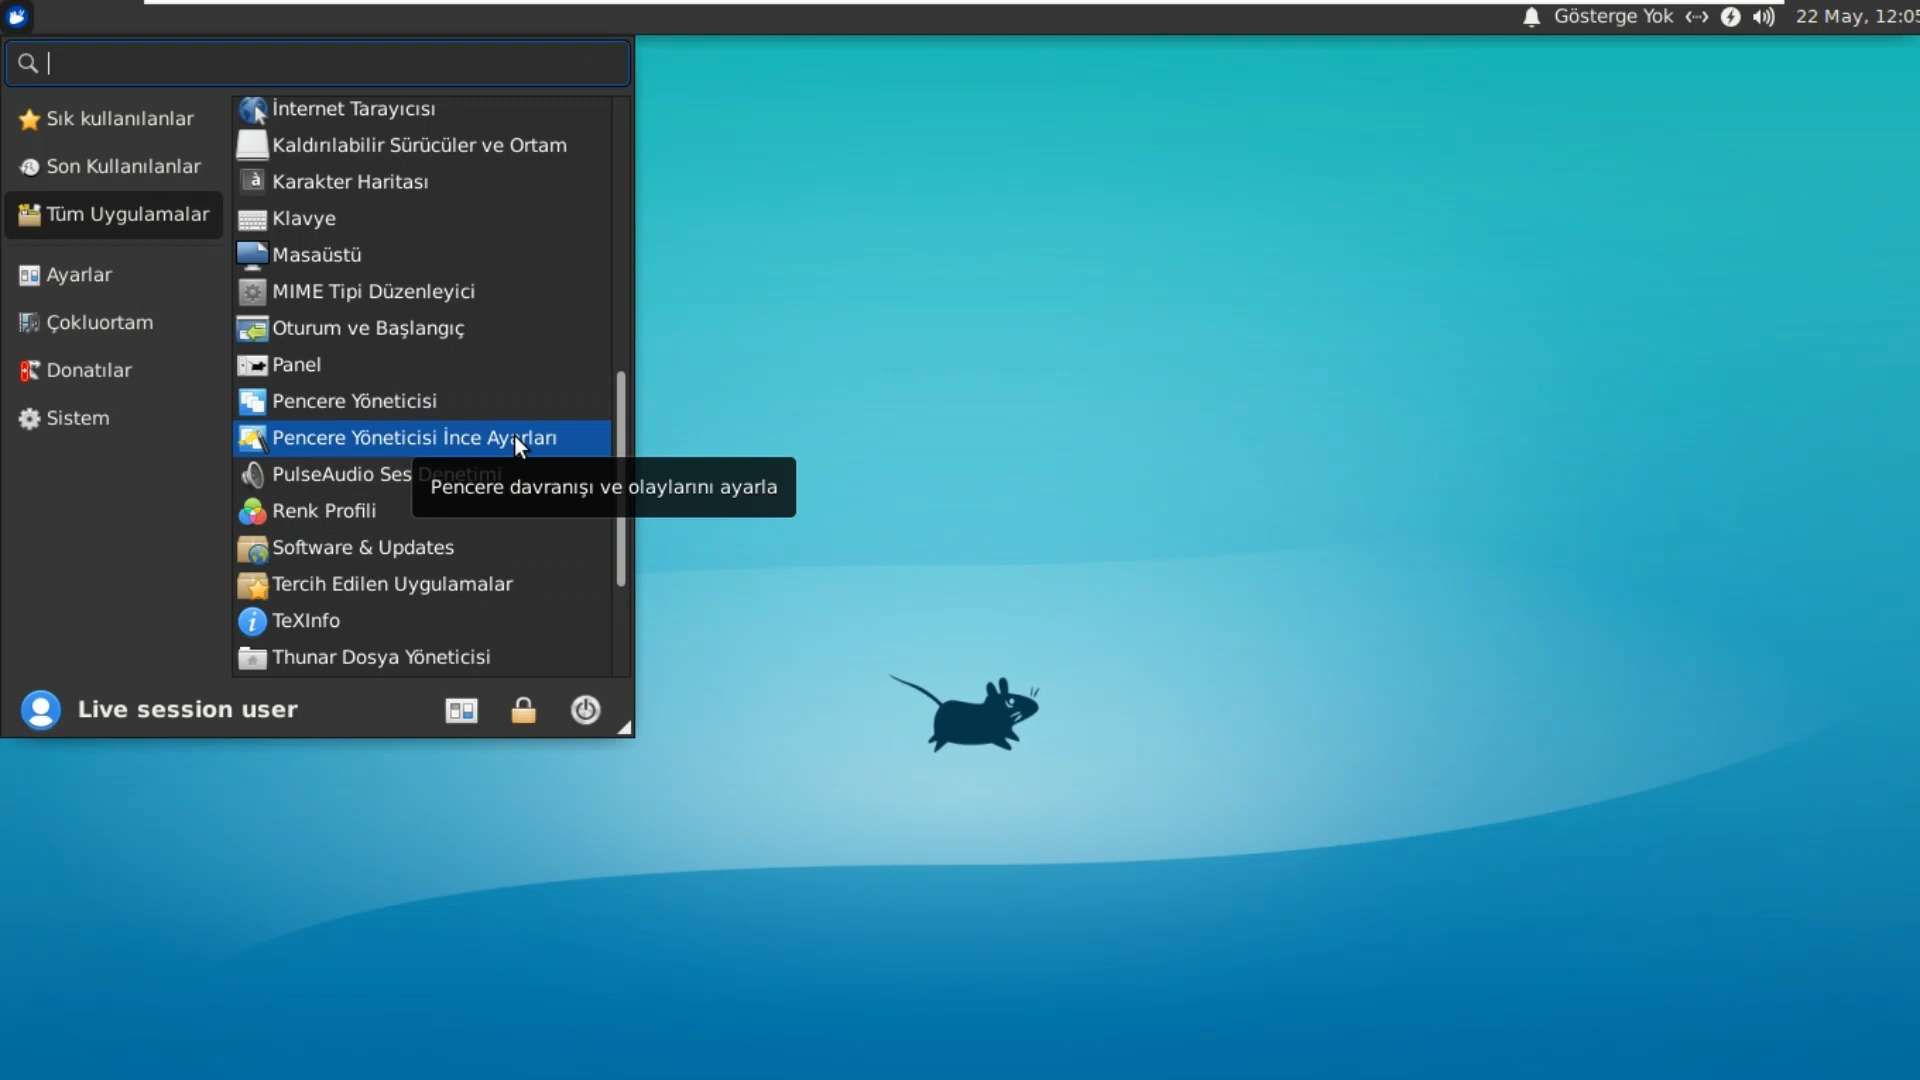 Gösterge Yok
22 May, 12:05
Sık kullanılanlar
Son Kullanılanlar
Tüm Uygulamalar
Ayarlar
Çokluortam
Donatılar
Sistem
İnternet Tarayıcısı
Kaldırılabilir Sürücüler ve Ortam
Karakter Haritası
Klavye
Masaüstü
MIME Tipi Düzenleyici
Oturum ve Başlangıç
Panel
Pencere Yöneticisi
Pencere Yöneticisi İnce Ayarları
PulseAudio Ses Denetimi
Pencere davranışı ve olaylarını ayarla
Renk Profili
Software & Updates
Tercih Edilen Uygulamalar
TeXInfo
Thunar Dosya Yöneticisi
Live session user